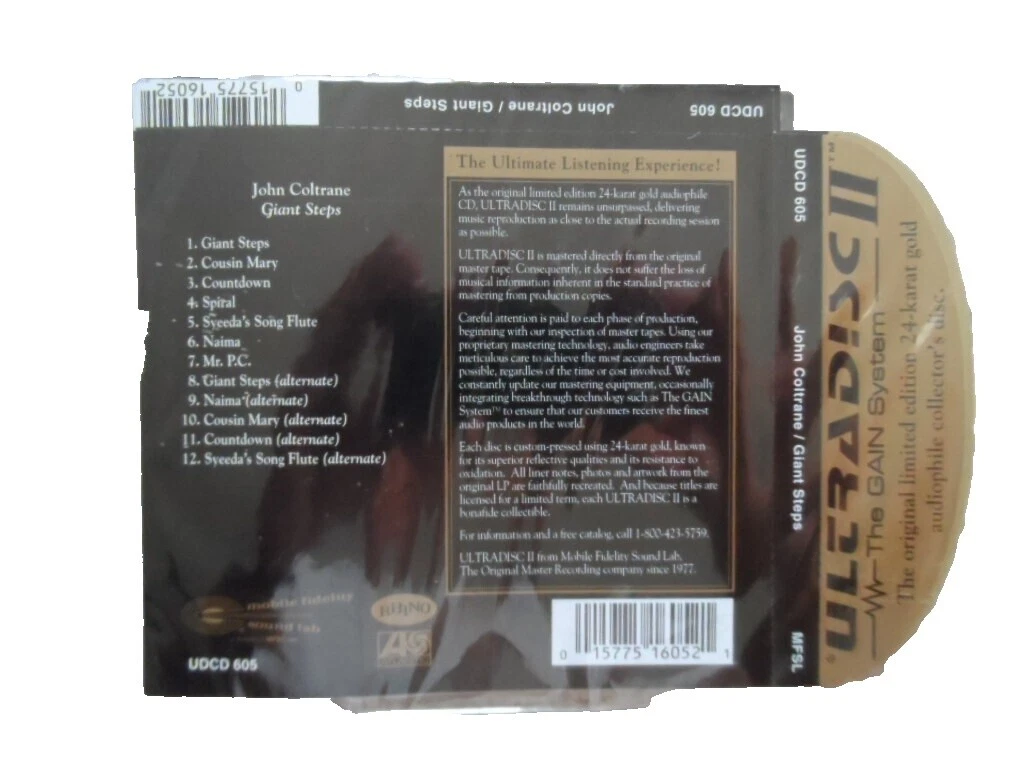 0 15775 16052
John Coltrane / Giant Steps
UDCD 605
John Coltrane
Giant Steps
1. Giant Steps
2. Cousin Mary
3. Countdown
4. Spiral
5. Syeeda's Song Flute
6. Naima
7. Mr. P.C.
8. Giant Steps (alternate)
9. Naima (alternate)
10. Cousin Mary (alternate)
11. Countdown (alternate)
12. Syeeda's Song Flute (alternate)
mobile fidelity
sound lab
RHINO
UDCD 605
The Ultimate Listening Experience!
As the original limited edition 24-karat gold audiophile
CD, ULTRADISC II remains unsurpassed, delivering
music reproduction as close to the actual recording session
as possible.
ULTRADISC II is mastered directly from the original
master tape. Consequently, it does not suffer the loss of
musical information inherent in the standard practice of
mastering from production copies.
Careful attention is paid to each phase of production,
beginning with our inspection of master tapes. Using our
proprietary mastering technology, audio engineers take
meticulous care to achieve the most accurate reproduction
possible, regardless of the time or cost involved. We
constantly update our mastering equipment, occasionally
integrating breakthrough technology such as The GAIN
System™ to ensure that our customers receive the finest
audio products in the world.
Each disc is custom-pressed using 24-karat gold, known
for its superior reflective qualities and its resistance to
oxidation. All liner notes, photos and artwork from the
original LP are faithfully recreated. And because titles are
licensed for a limited term, each ULTRADISC II is a
bonafide collectible.
For information and a free catalog, call 1-800-423-5759.
ULTRADISC II from Mobile Fidelity Sound Lab,
The Original Master Recording company since 1977.
0 15775 16052 1
UDCD 605
John Coltrane / Giant Steps
MFSL
ULTRADISC II™
The GAIN System™
The original limited edition 24-karat gold
audiophile collector's disc.